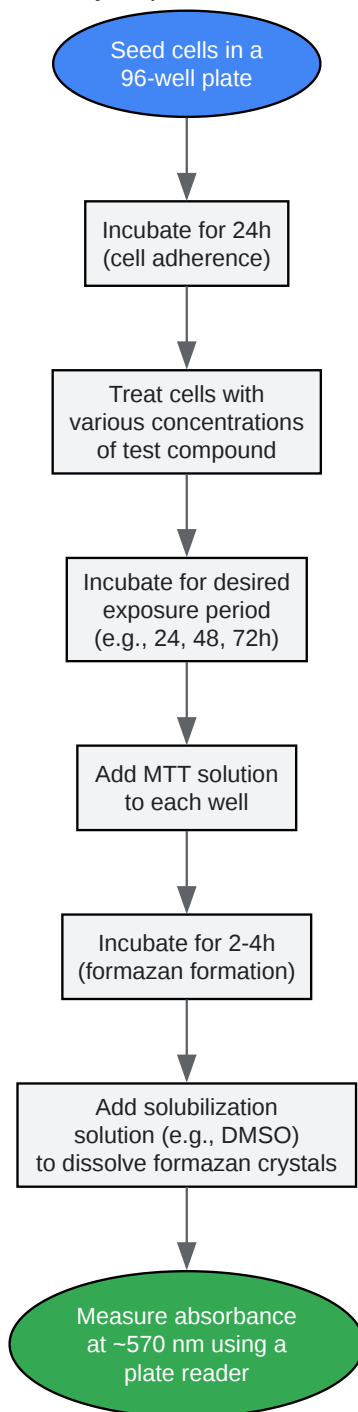 Seed cells in a
96-well plate
Incubate for 24h
(cell adherence)
Treat cells with
various concentrations
of test compound
Incubate for desired
exposure period
(e.g., 24, 48, 72h)
Add MTT solution
to each well
Incubate for 2-4h
(formazan formation)
Add solubilization
solution (e.g., DMSO)
to dissolve formazan crystals
Measure absorbance
at ~570 nm using a
plate reader